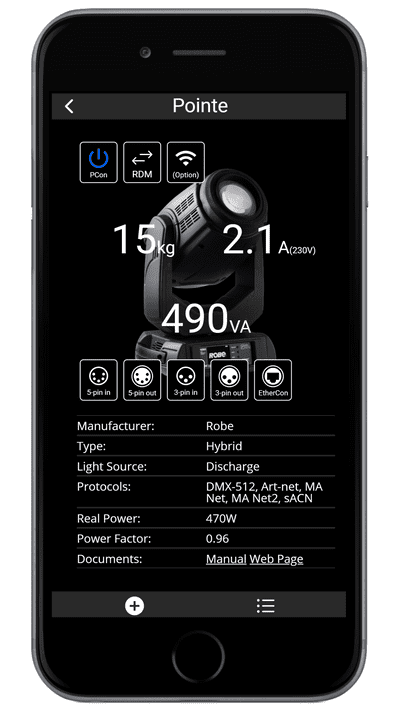 Pointe
PCon
RDM
(Option)
15kg
2.1A(230V)
490VA
ROBE
5-pin in
5-pin out
3-pin in
3-pin out
EtherCon
Manufacturer: Robe
Type: Hybrid
Light Source: Discharge
Protocols: DMX-512, Art-net, MA
Net, MA Net2, sACN
Real Power: 470W
Power Factor: 0.96
Documents: Manual Web Page